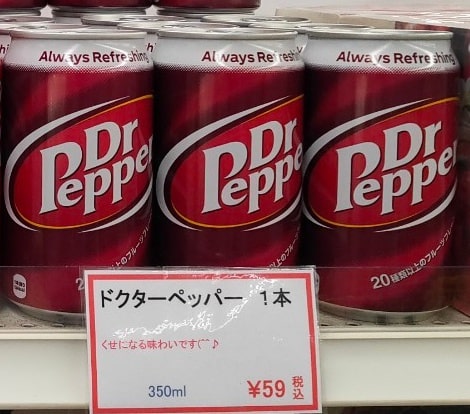 Always Refreshing
Always Refreshing
Always Refreshing
Dr
Pepper
Dr
Pepper
Dr
Pepper
20種類以上のフルーツフレ
ドクターペッパー 1本
くせになる味わいです(^^♪
350ml
¥59 税込